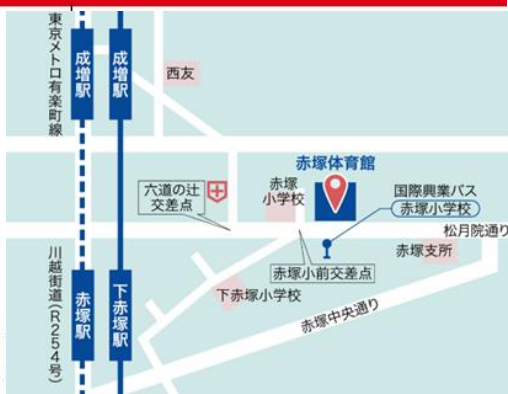 東京メトロ有楽町線
成増駅
成増駅
西友
六道の辻
交差点
赤塚
小学校
赤塚体育館
国際興業バス
赤塚小学校
松月院通り
赤塚支所
赤塚小前交差点
下赤塚小学校
赤塚中央通り
川越街道(R254号)
赤塚駅
下赤塚駅